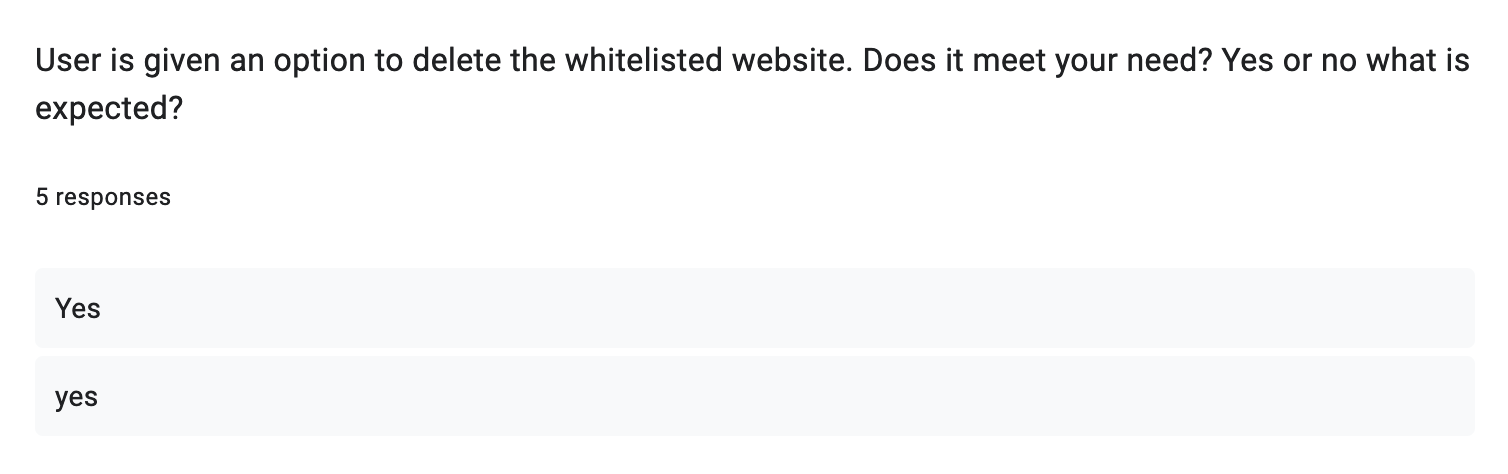 User is given an option to delete the whitelisted website. Does it meet your need? Yes or no what is
expected?
5 responses
Yes
yes